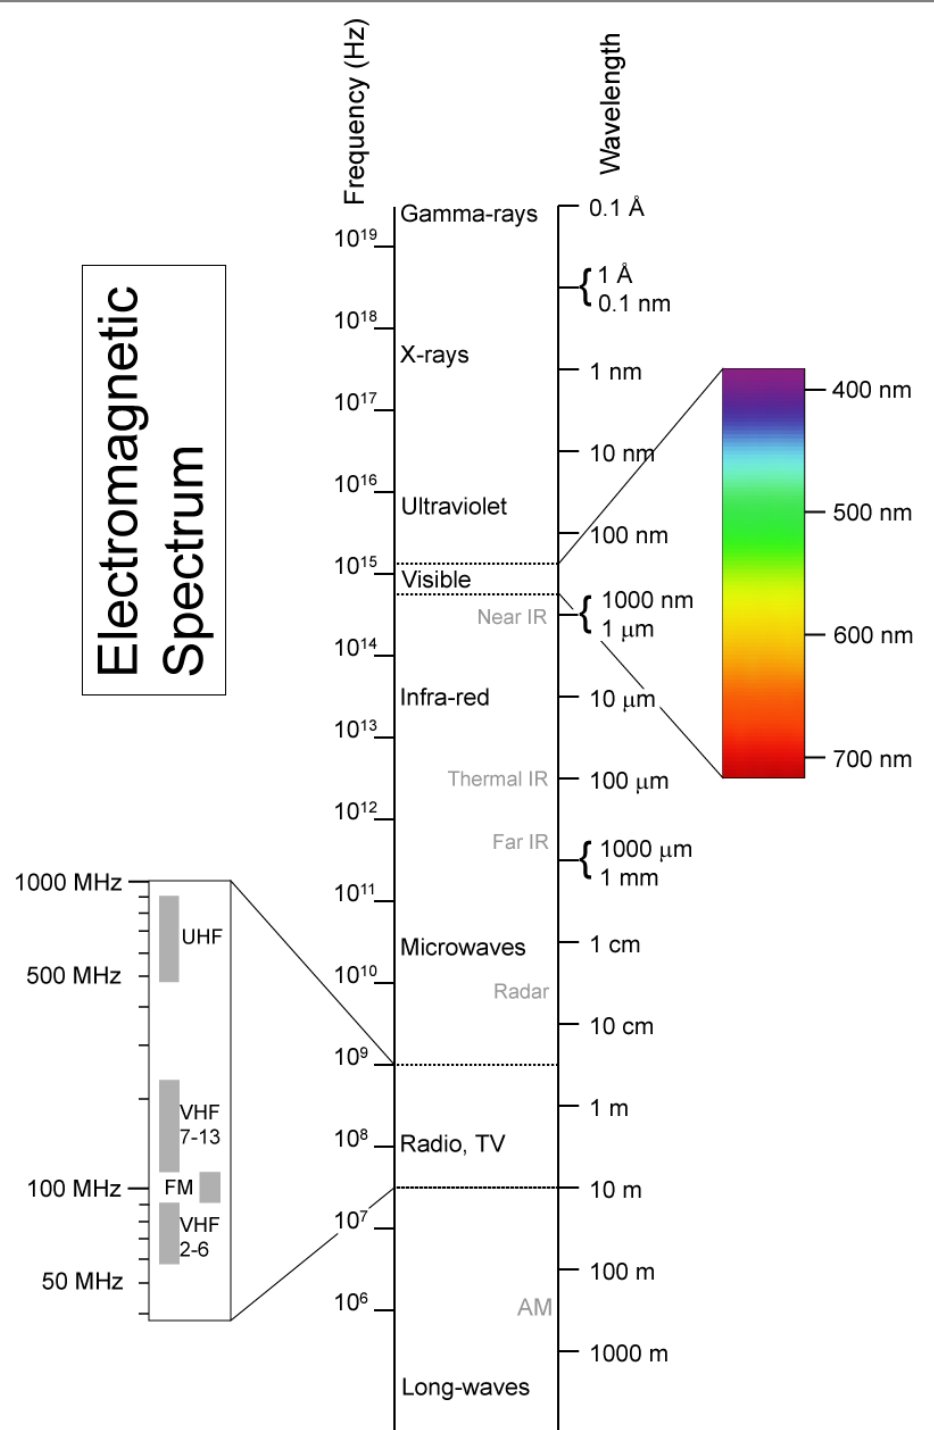 Electromagnetic
Spectrum
Frequency (Hz)
Wavelength
Gamma-rays
X-rays
Ultraviolet
Visible
Near IR
Infra-red
Thermal IR
Far IR
Microwaves
Radar
Radio, TV
AM
Long-waves
10¹⁹
10¹⁸
10¹⁷
10¹⁶
10¹⁵
10¹⁴
10¹³
10¹²
10¹¹
10¹⁰
10⁹
10⁸
10⁷
10⁶
0.1 Å
1 Å
0.1 nm
1 nm
10 nm
100 nm
1000 nm
1 µm
10 µm
100 µm
1000 µm
1 mm
1 cm
10 cm
1 m
10 m
100 m
1000 m
400 nm
500 nm
600 nm
700 nm
1000 MHz
UHF
500 MHz
VHF
7-13
100 MHz
FM
VHF
2-6
50 MHz